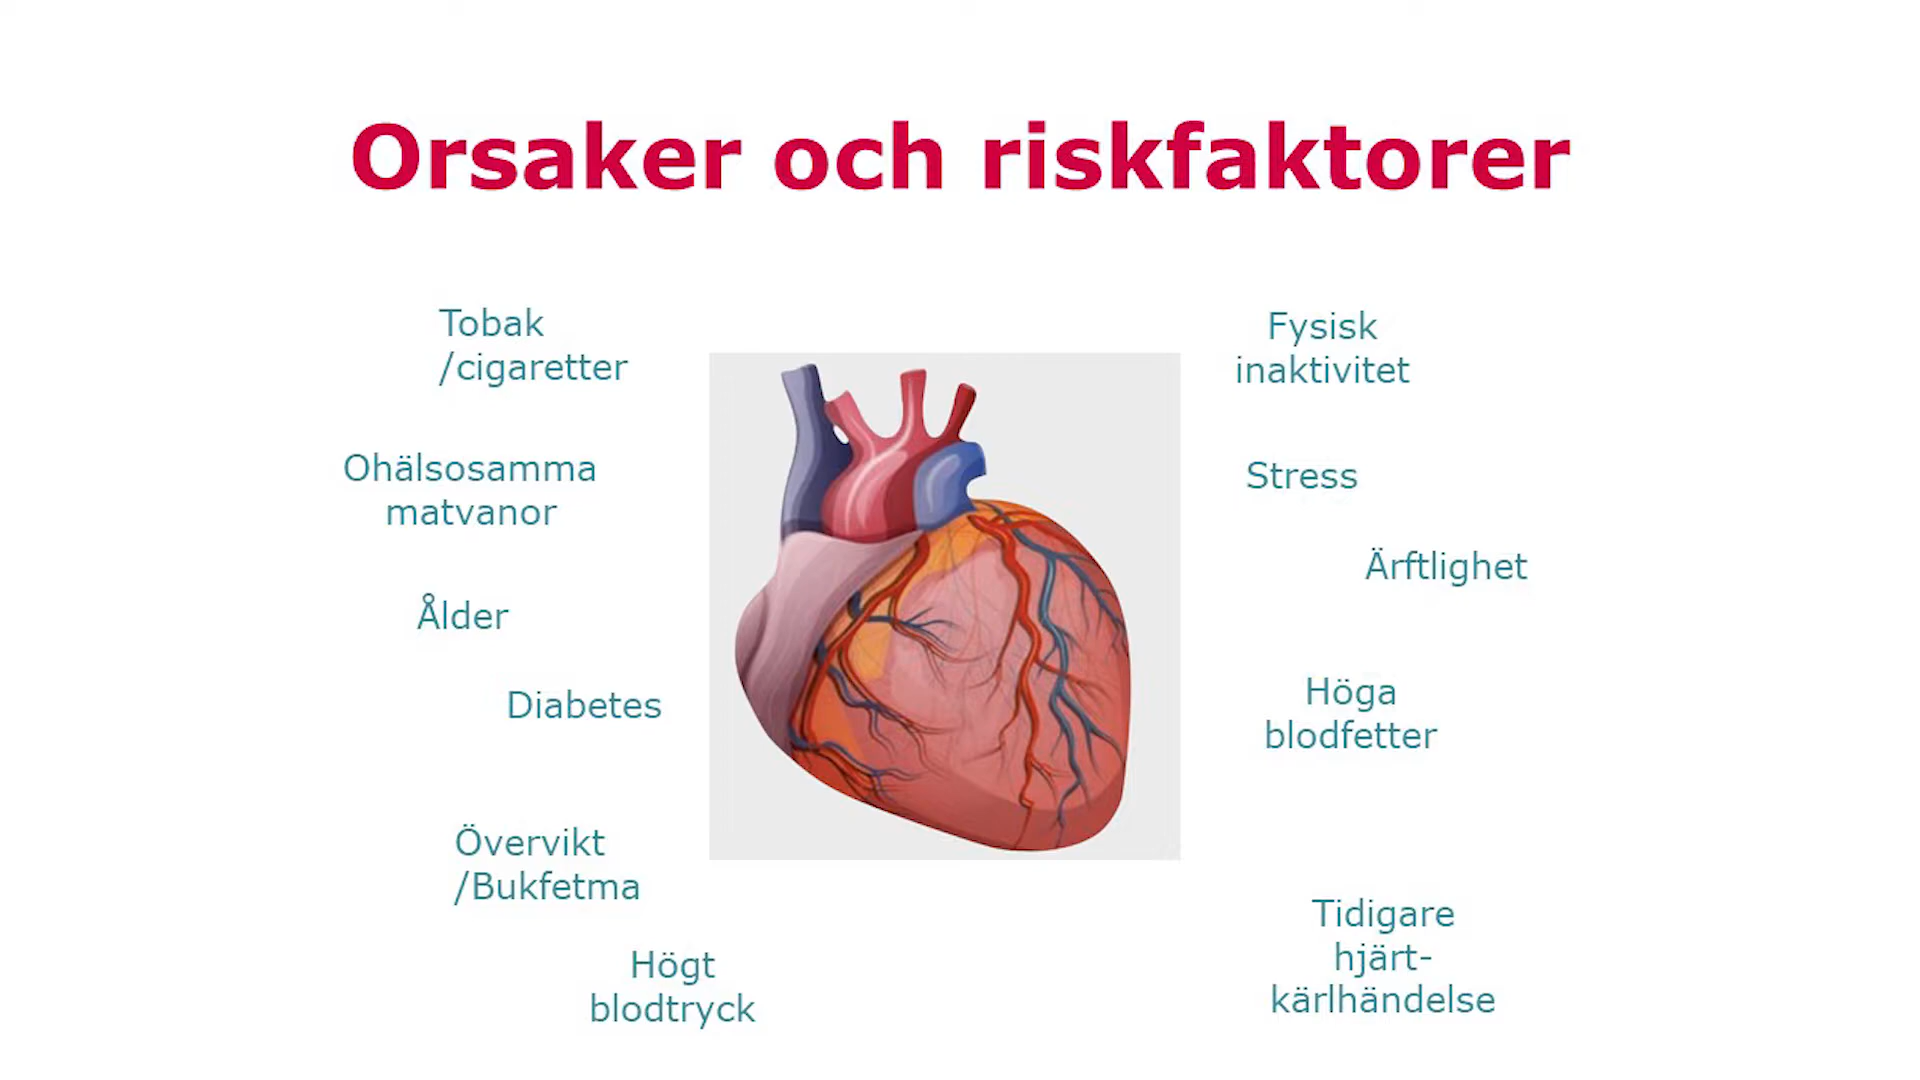 Orsaker och riskfaktorer
Tobak
/cigaretter
Ohälsosamma
matvanor
Ålder
Diabetes
Övervikt
/Bukfetma
Högt
blodtryck
Fysisk
inaktivitet
Stress
Ärftlighet
Höga
blodfetter
Tidigare
hjärt-
kärlhändelse